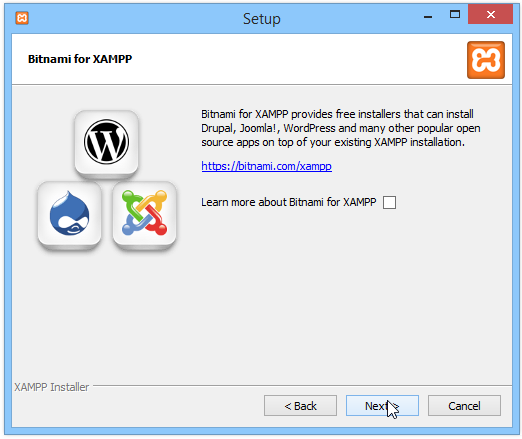 Setup
Bitnami for XAMPP
Bitnami for XAMPP provides free installers that can install
Drupal, Joomla!, WordPress and many other popular open
source apps on top of your existing XAMPP installation.
https://bitnami.com/xampp
Learn more about Bitnami for XAMPP
XAMPP Installer
< Back
Next >
Cancel